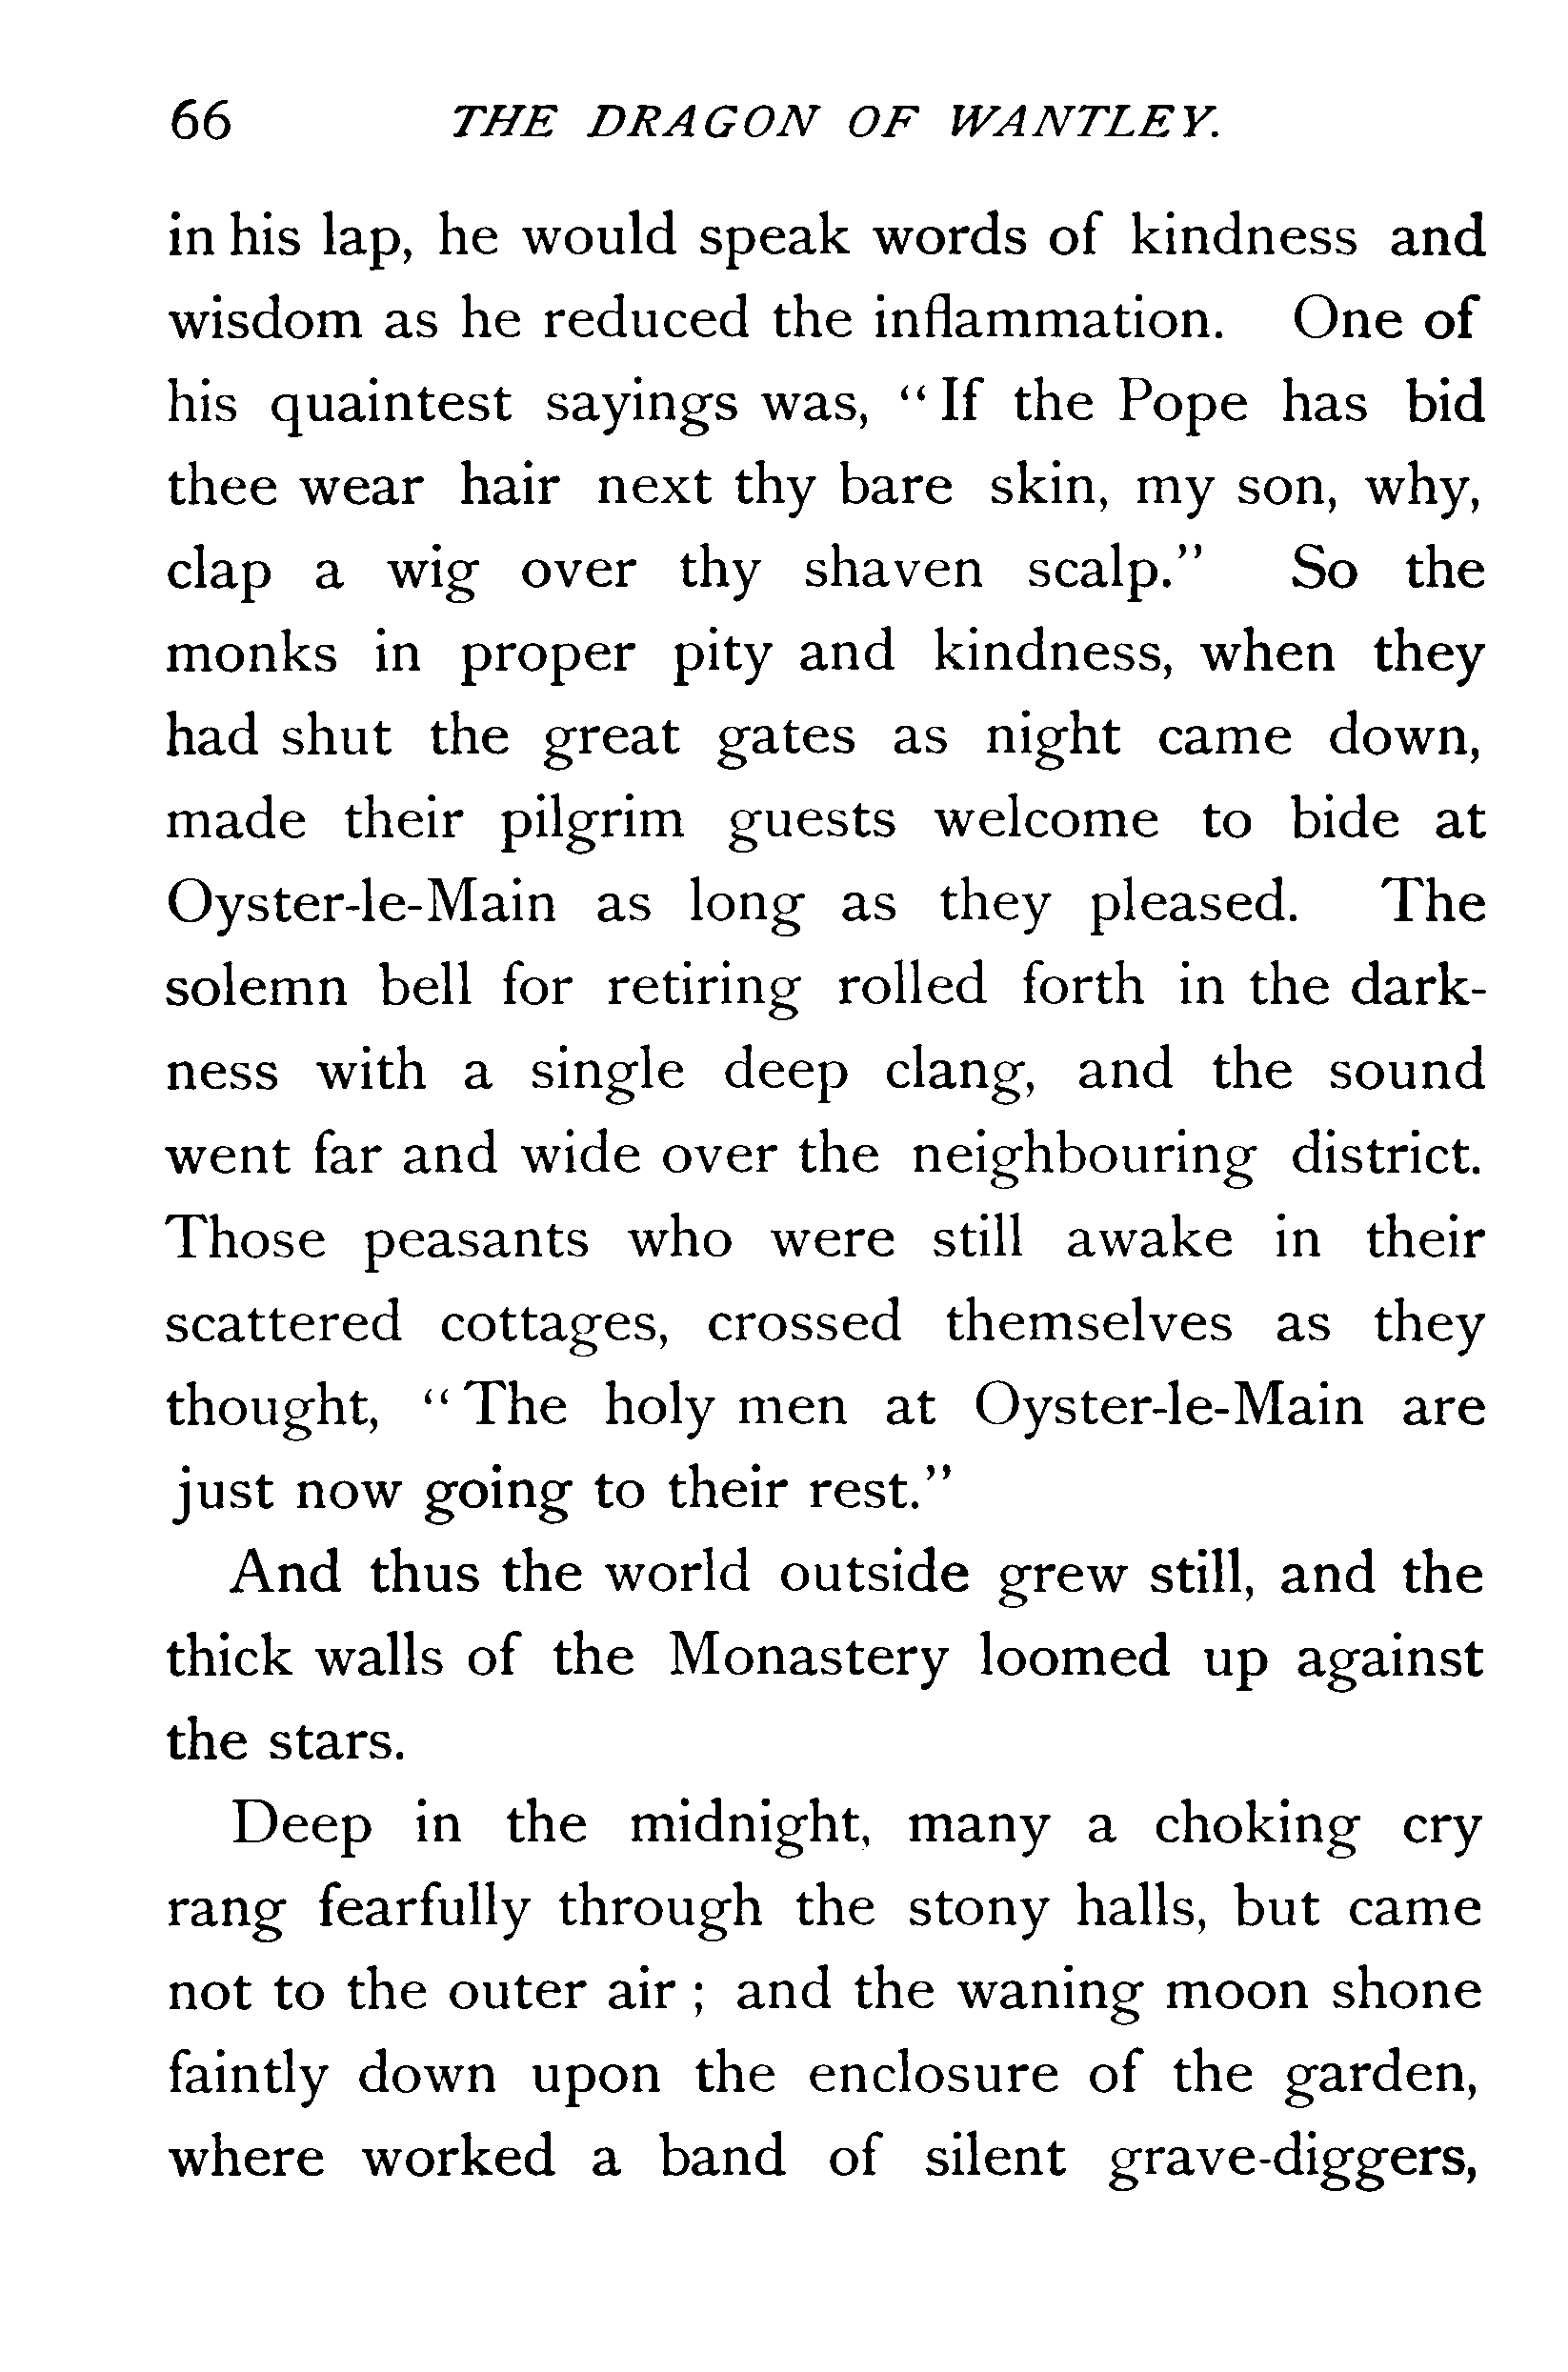 66 THE DRAGON OF WANTLEY.
in his lap, he would speak words of kindness and
wisdom as he reduced the inflammation. One of
his quaintest sayings was, “If the Pope has bid
thee wear hair next thy bare skin, my son, why,
clap a wig over thy shaven scalp.” So the
monks in proper pity and kindness, when they
had shut the great gates as night came down,
made their pilgrim guests welcome to bide at
Oyster-le-Main as long as they pleased. The
solemn bell for retiring rolled forth in the dark-
ness with a single deep clang, and the sound
went far and wide over the neighbouring district.
Those peasants who were still awake in their
scattered cottages, crossed themselves as they
thought, “The holy men at Oyster-le-Main are
just now going to their rest.”
And thus the world outside grew still, and the
thick walls of the Monastery loomed up against
the stars.
Deep in the midnight, many a choking cry
rang fearfully through the stony halls, but came
not to the outer air ; and the waning moon shone
faintly down upon the enclosure of the garden,
where worked a band of silent grave-diggers,